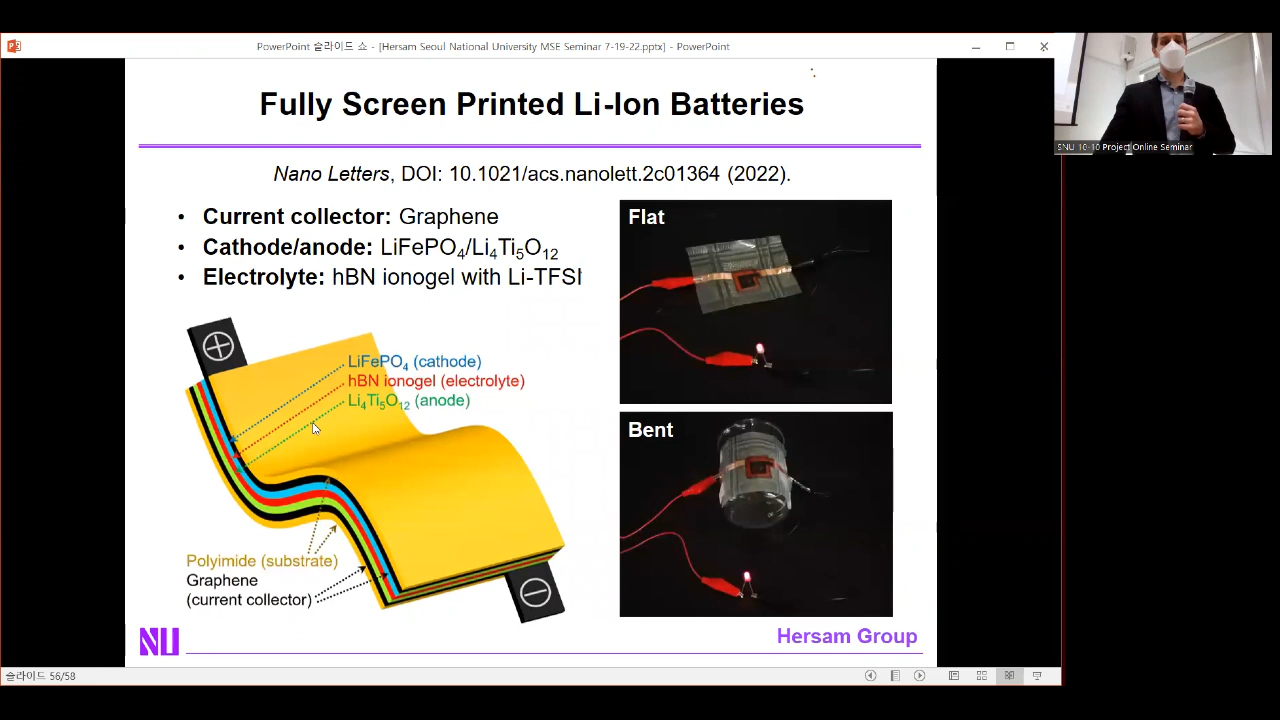 PowerPoint 슬라이드 쇼 - [Hersam Seoul National University MSE Seminar 7-19-22.pptx] - PowerPoint
Fully Screen Printed Li-Ion Batteries
Nano Letters, DOI: 10.1021/acs.nanolett.2c01364 (2022).
• Current collector: Graphene
• Cathode/anode: LiFePO₄/Li₄Ti₅O₁₂
• Electrolyte: hBN ionogel with Li-TFSI
Flat
LiFePO₄ (cathode)
hBN ionogel (electrolyte)
Li₄Ti₅O₁₂ (anode)
Bent
Polyimide (substrate)
Graphene
(current collector)
NU
Hersam Group
슬라이드 56/58
SNU 10-10 Project Online Seminar